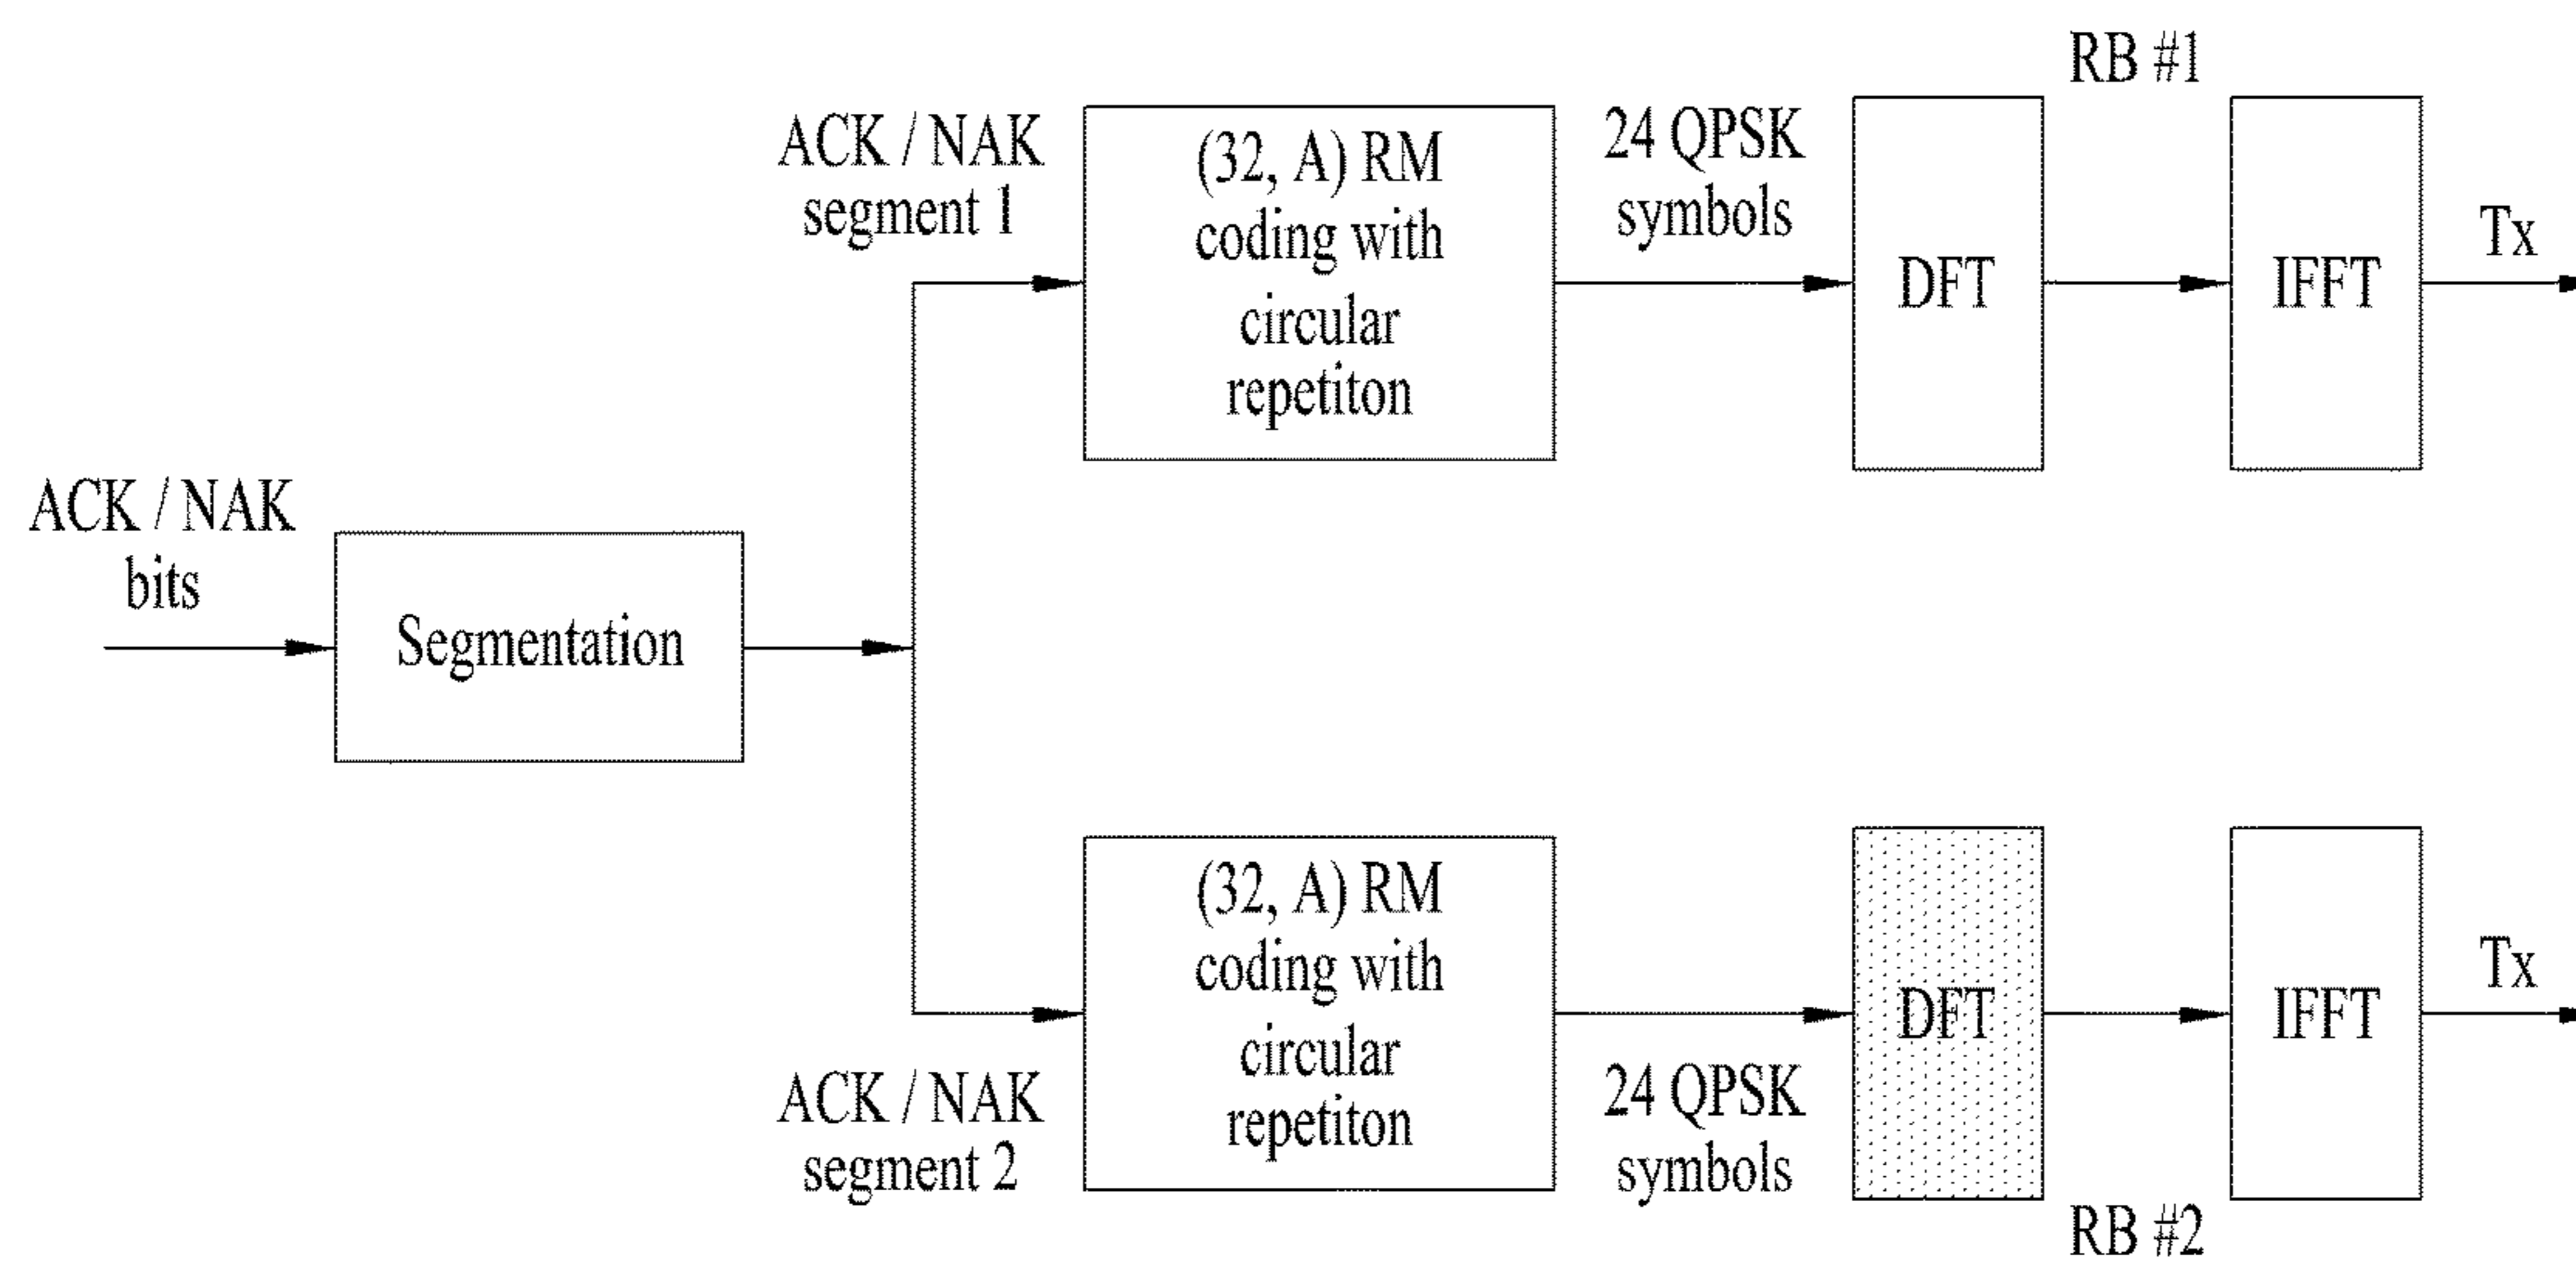 RB #1
ACK / NAK
segment 1
(32, A) RM
coding with
circular
repetiton
24 QPSK
symbols
DFT
IFFT
Tx
ACK / NAK
bits
Segmentation
(32, A) RM
coding with
circular
repetiton
ACK / NAK
segment 2
24 QPSK
symbols
DFT
IFFT
Tx
RB #2